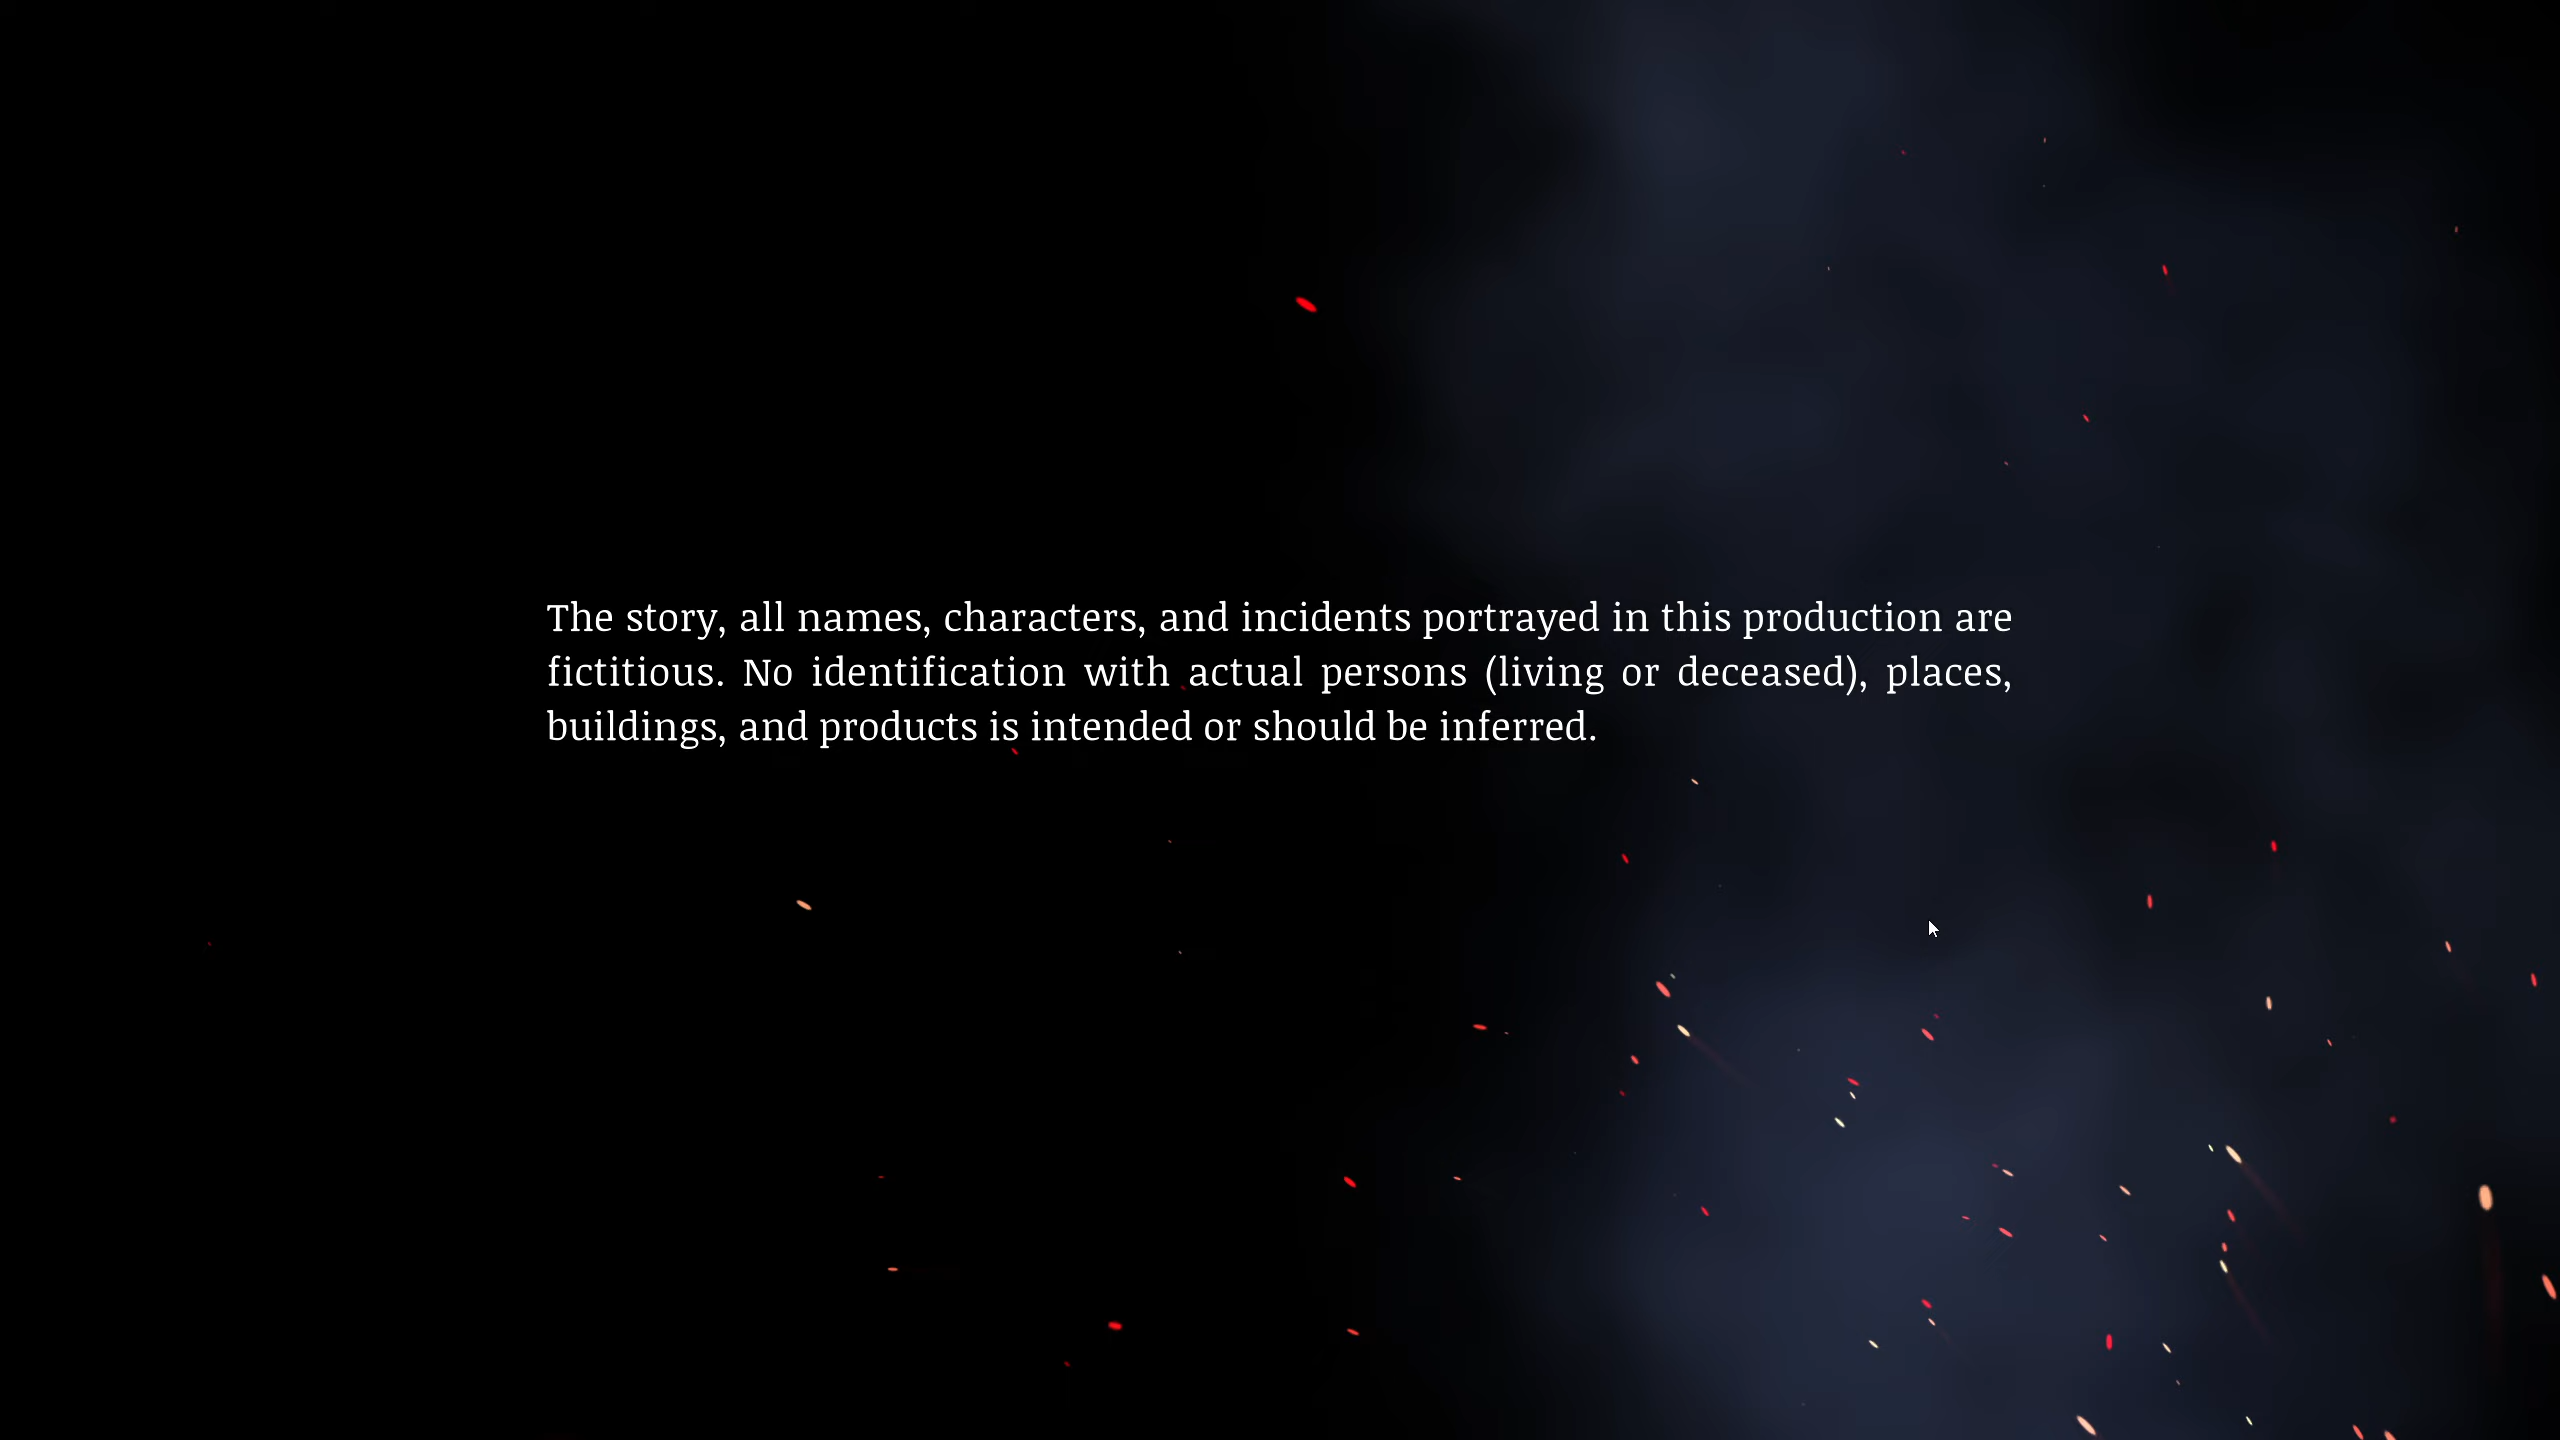 The story, all names, characters, and incidents portrayed in this production are
fictitious. No identification with actual persons (living or deceased), places,
buildings, and products is intended or should be inferred.